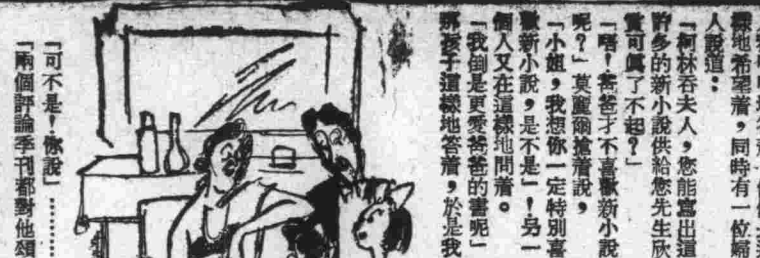 樣地希望着，同時有一位婦
人說道：
「柯林吞夫人，您能寫出這
許多的新小說供給您先生欣
賞可眞了不起？」
「唔！爸爸才不喜歡新小說
呢？」莫麗爾搶着說，
「小姐，我想你一定特別喜
歡新小說，是不是」！另一
個人又在這樣地問着。
「我倒是更愛爸爸的書呢」
那孩子這樣地答着，於是我
「可不是！你說」…………
「兩個評論季刊都對他頌